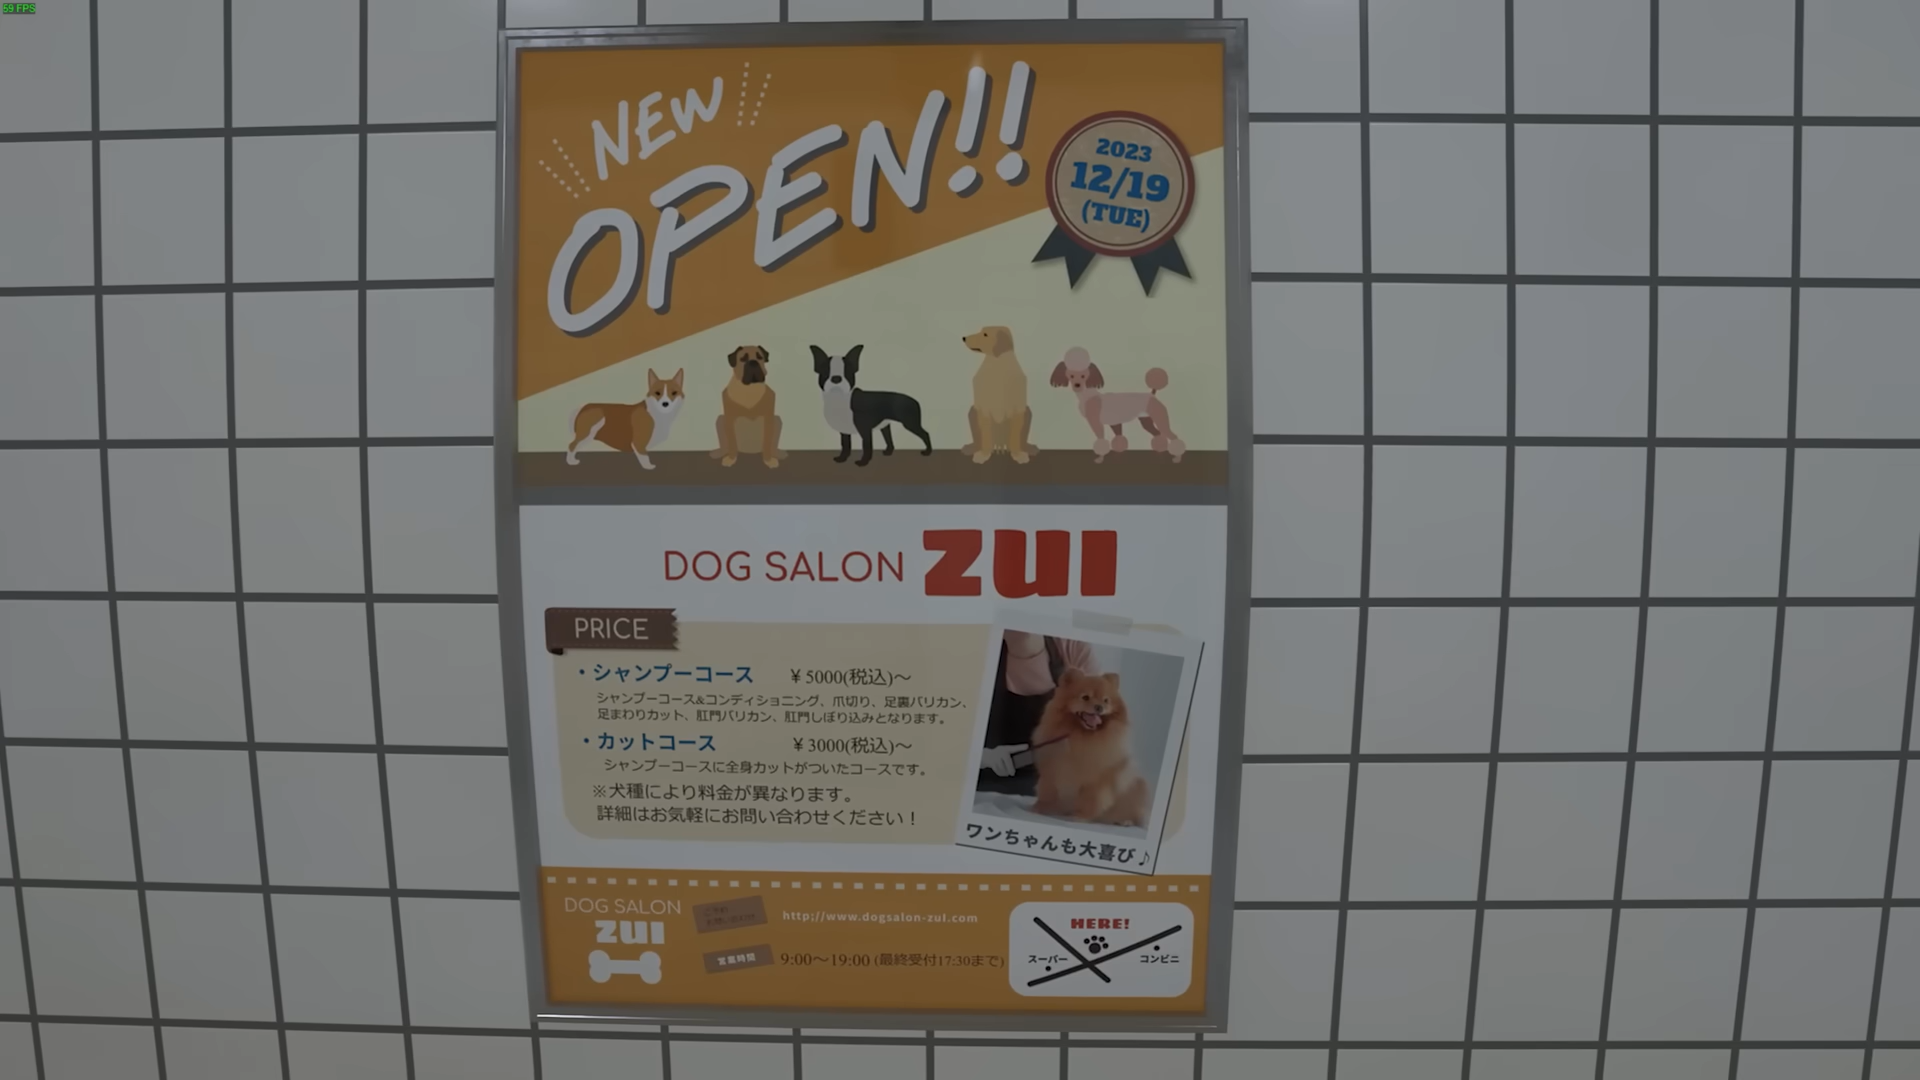 59 FPS
NEW
OPEN!!
2023
12/19
(TUE)
DOG SALON ZUI
PRICE
・シャンプーコース ￥5000(税込)～
シャンプーコース&コンディショニング、爪切り、足裏バリカン、
足まわりカット、肛門バリカン、肛門しぼり込みとなります。
・カットコース ￥3000(税込)～
シャンプーコースに全身カットがついたコースです。
※犬種により料金が異なります。
詳細はお気軽にお問い合わせください！
ワンちゃんも大喜び♪
DOG SALON
ZUI
http;//www.dogsalon-zui.com
営業時間 9:00～19:00 (最終受付17:30まで)
HERE!
スーパー
コンビニ